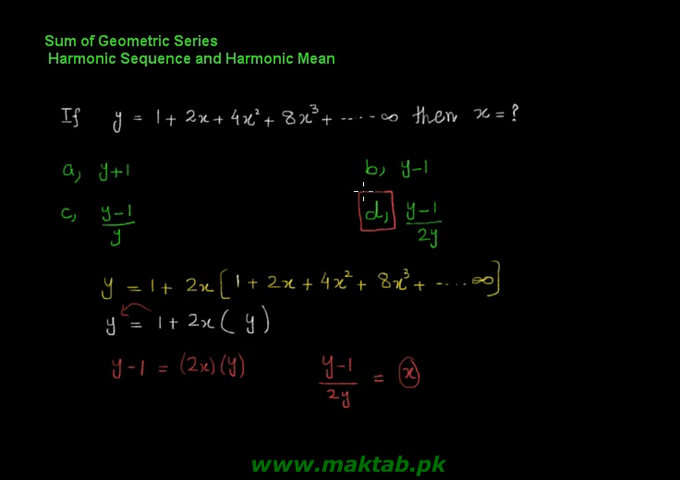 Sum of Geometric Series
Harmonic Sequence and Harmonic Mean
If y = 1 + 2x + 4x² + 8x³ + ----- ∞ then x = ?
a, y+1 b, y-1
c, (y-1)/y d, (y-1)/2y
y = 1 + 2x [ 1 + 2x + 4x² + 8x³ + ----- ∞ ]
y = 1 + 2x ( y )
y-1 = (2x)(y) (y-1)/2y = x
www.maktab.pk